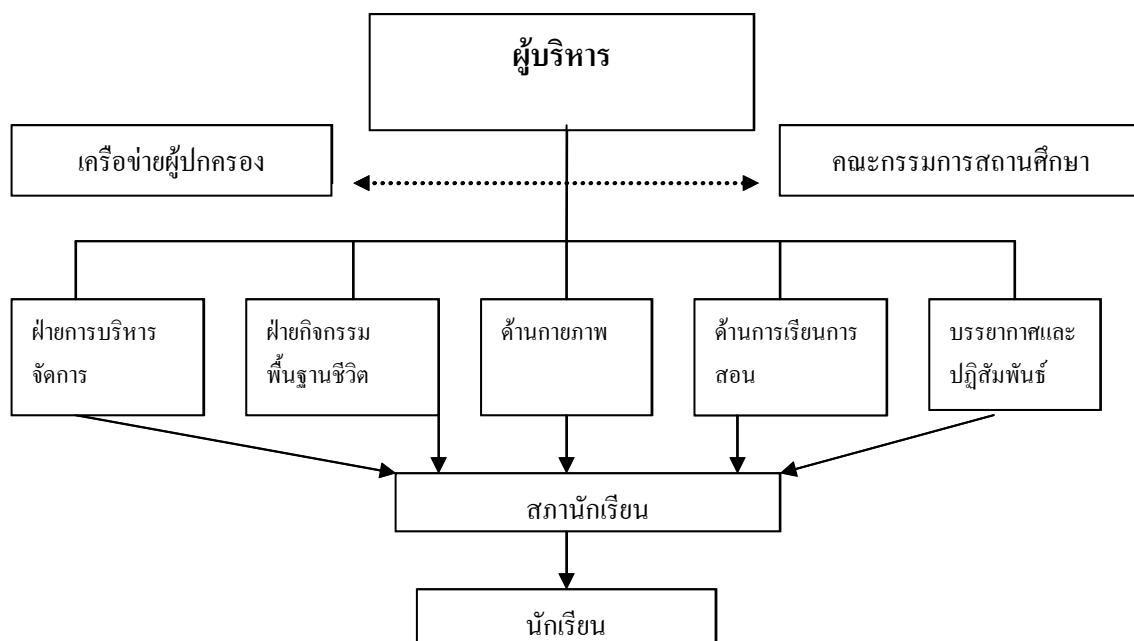 ผู้บริหาร
เครือข่ายผู้ปกครอง
คณะกรรมการสถานศึกษา
ฝ่ายการบริหาร
จัดการ
ฝ่ายกิจกรรม
พื้นฐานชีวิต
ด้านกายภาพ
ด้านการเรียนการ
สอน
บรรยากาศและ
ปฏิสัมพันธ์
สภานักเรียน
นักเรียน